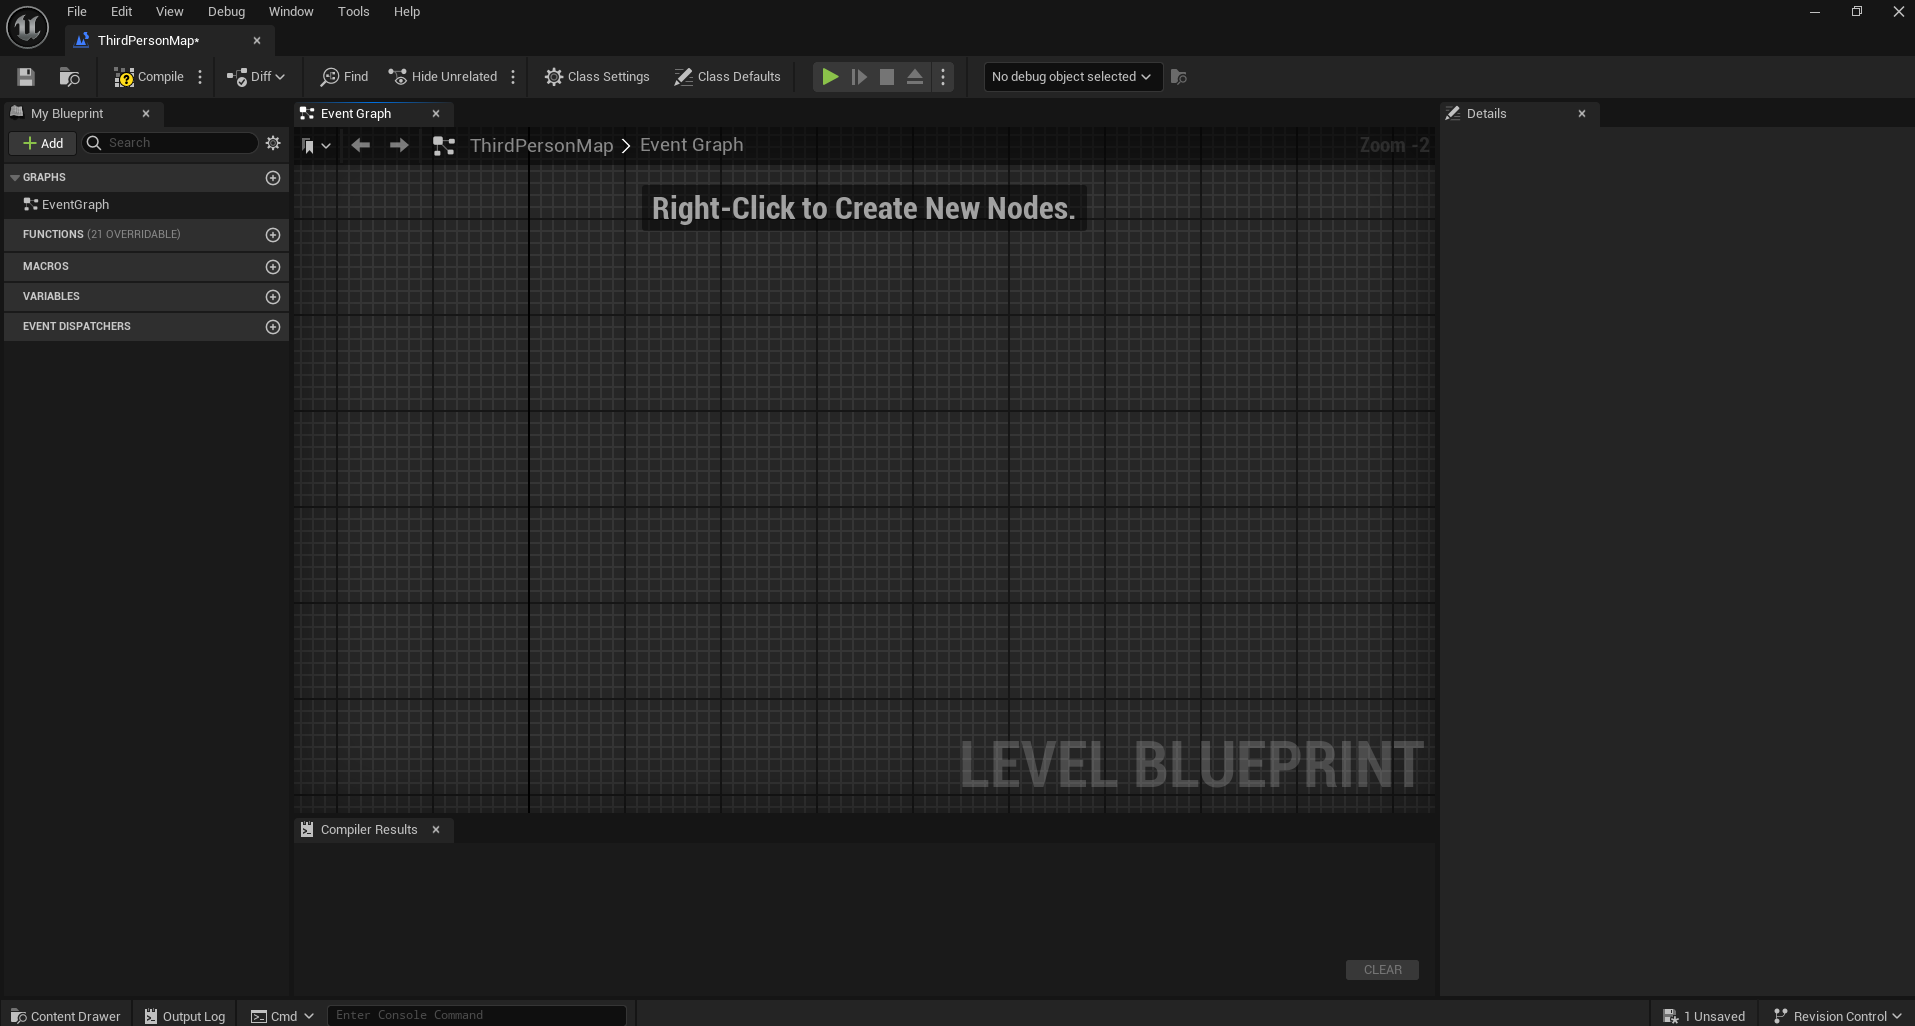 File Edit View Debug Window Tools Help
ThirdPersonMap*
Compile Diff Find Hide Unrelated Class Settings Class Defaults No debug object selected
My Blueprint
Add Search
GRAPHS
EventGraph
FUNCTIONS (21 OVERRIDABLE)
MACROS
VARIABLES
EVENT DISPATCHERS
Event Graph
ThirdPersonMap > Event Graph
Zoom -2
Right-Click to Create New Nodes.
LEVEL BLUEPRINT
Compiler Results
CLEAR
Details
Content Drawer Output Log Cmd Enter Console Command 1 Unsaved Revision Control